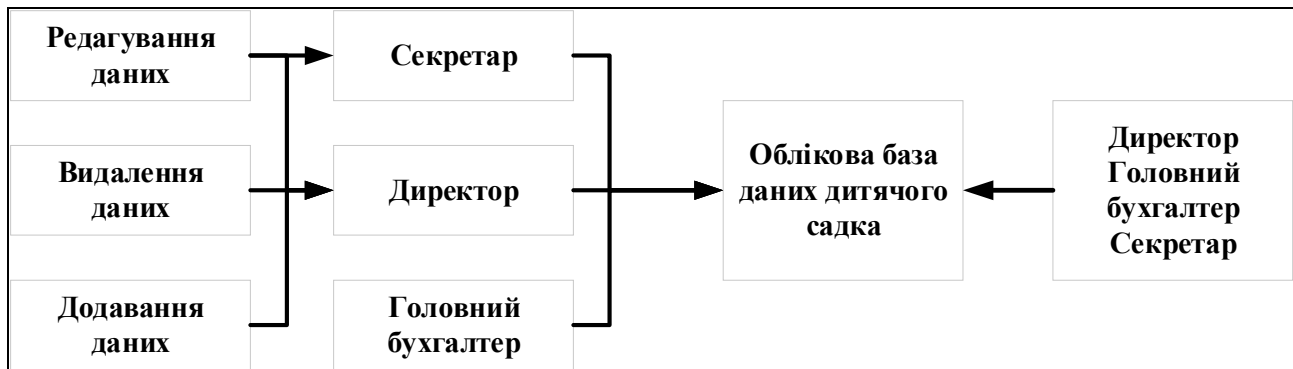 Редагування
даних
Секретар
Видалення
даних
Директор
Додавання
даних
Головний
бухгалтер
Облікова база
даних дитячого
садка
Директор
Головний
бухгалтер
Секретар